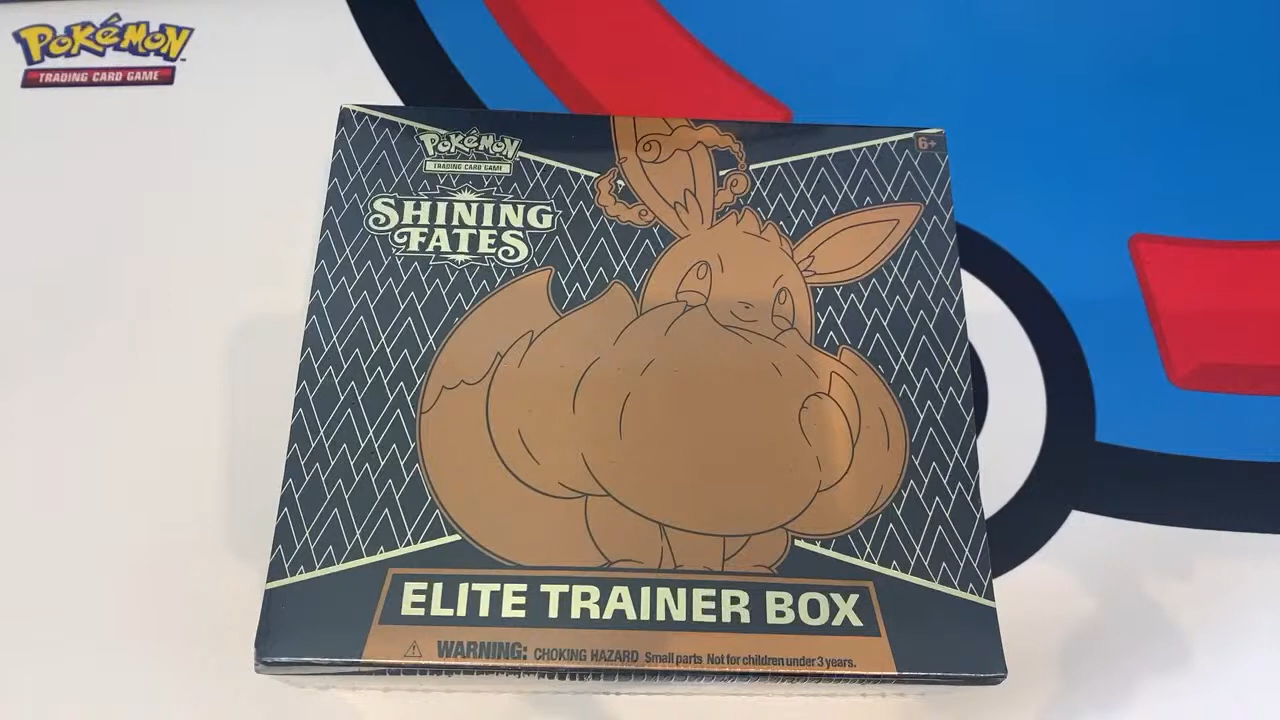 POKéMON
TRADING CARD GAME
6+
POKéMON
TRADING CARD GAME
SHINING
FATES
ELITE TRAINER BOX
WARNING: CHOKING HAZARD Small parts Not for children under 3 years.